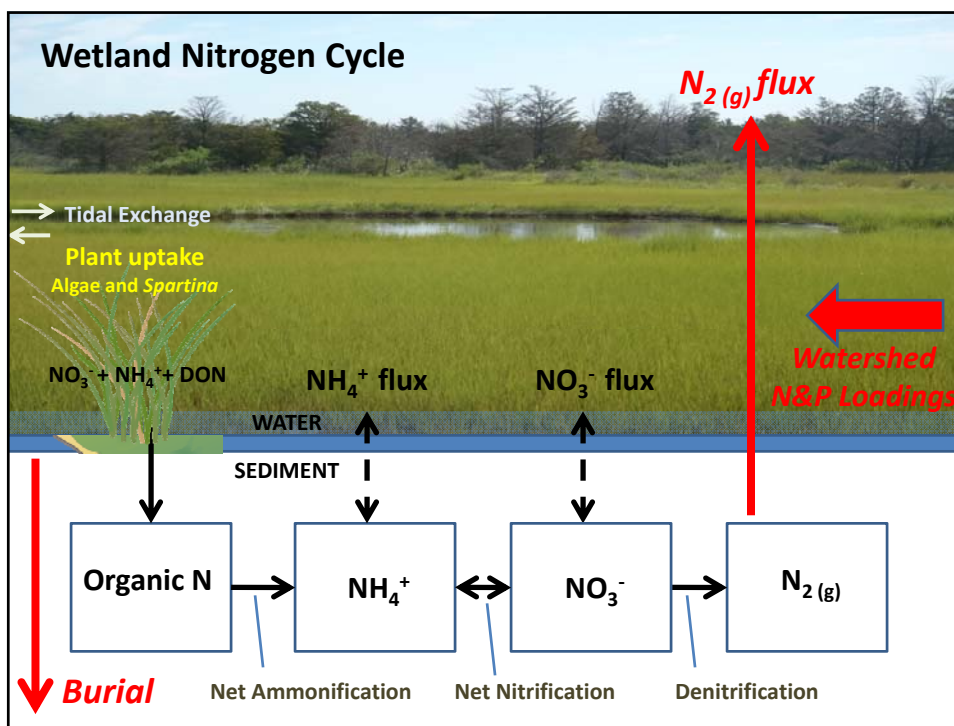 Wetland Nitrogen Cycle
N₂ (g) flux
Tidal Exchange
Plant uptake
Algae and Spartina
NO₃⁻ + NH₄⁺ + DON
NH₄⁺ flux
NO₃⁻ flux
Watershed
N&P Loadings
WATER
SEDIMENT
Organic N
NH₄⁺
NO₃⁻
N₂ (g)
Burial
Net Ammonification
Net Nitrification
Denitrification